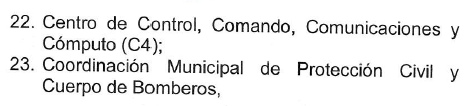 22. Centro de Control, Comando, Comunicaciones y
Cómputo (C4);
23. Coordinación Municipal de Protección Civil y
Cuerpo de Bomberos,